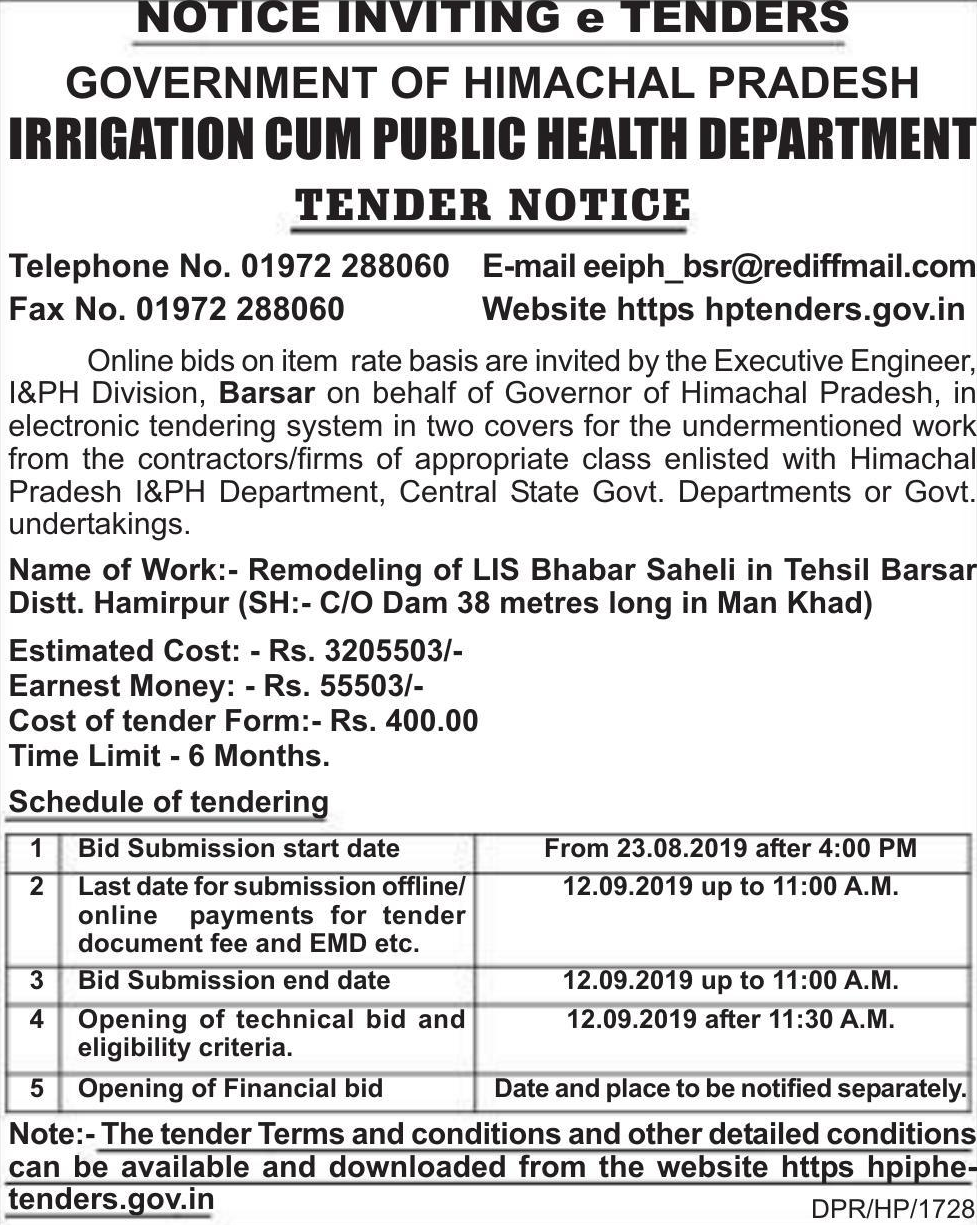 NOTICE INVITING e TENDERS
GOVERNMENT OF HIMACHAL PRADESH
IRRIGATION CUM PUBLIC HEALTH DEPARTMENT
TENDER NOTICE
Telephone No. 01972 288060 E-mail eeiph_bsr@rediffmail.com
Fax No. 01972 288060 Website https hptenders.gov.in
Online bids on item rate basis are invited by the Executive Engineer,
I&PH Division, Barsar on behalf of Governor of Himachal Pradesh, in
electronic tendering system in two covers for the undermentioned work
from the contractors/firms of appropriate class enlisted with Himachal
Pradesh I&PH Department, Central State Govt. Departments or Govt.
undertakings.
Name of Work:- Remodeling of LIS Bhabar Saheli in Tehsil Barsar
Distt. Hamirpur (SH:- C/O Dam 38 metres long in Man Khad)
Estimated Cost: - Rs. 3205503/-
Earnest Money: - Rs. 55503/-
Cost of tender Form:- Rs. 400.00
Time Limit - 6 Months.
Schedule of tendering
1 Bid Submission start date From 23.08.2019 after 4:00 PM
2 Last date for submission offline/ 12.09.2019 up to 11:00 A.M.
online payments for tender
document fee and EMD etc.
3 Bid Submission end date 12.09.2019 up to 11:00 A.M.
4 Opening of technical bid and 12.09.2019 after 11:30 A.M.
eligibility criteria.
5 Opening of Financial bid Date and place to be notified separately.
Note:- The tender Terms and conditions and other detailed conditions
can be available and downloaded from the website https hpiphe-
tenders.gov.in
DPR/HP/1728